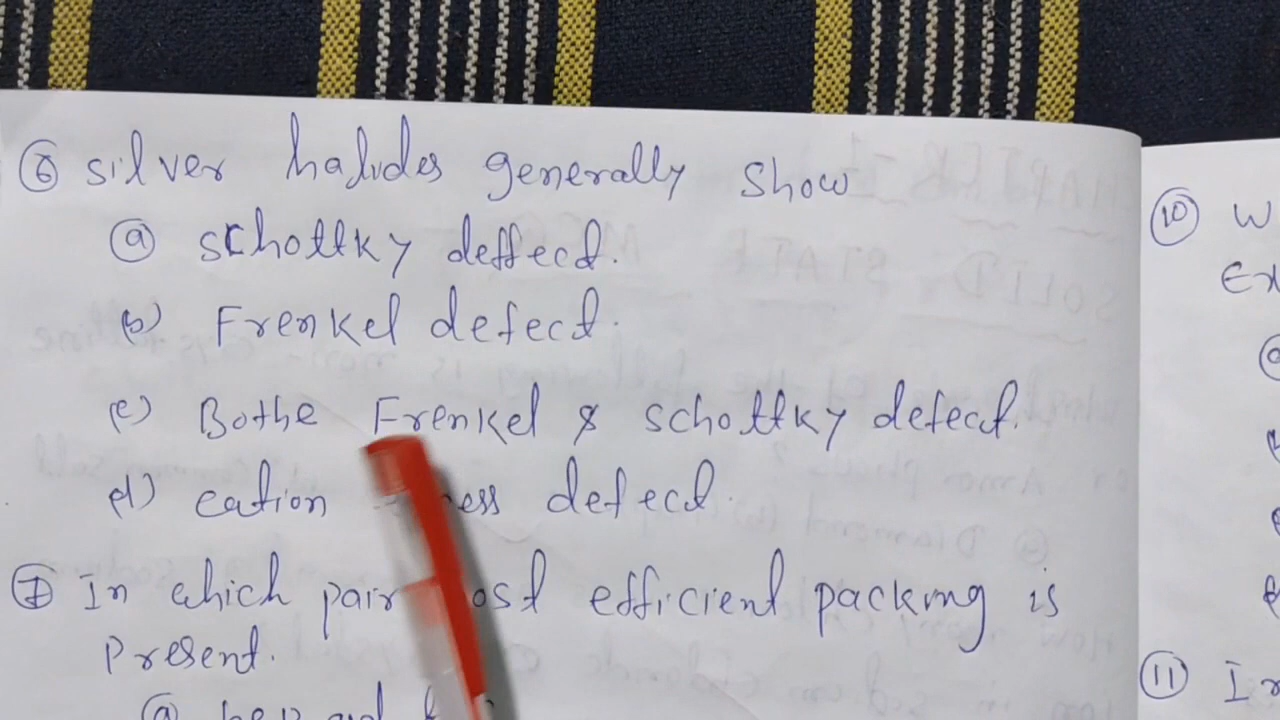 ⑥ silver halides generally show
ⓐ schottky deffect.
(b) Frenkel defect.
(c) Bothe Frenkel & schottky defect.
(d) cation defect.
⑦ In which pair efficient packing is
Present.
ⓐ
⑩ W
Ex
⑪ In